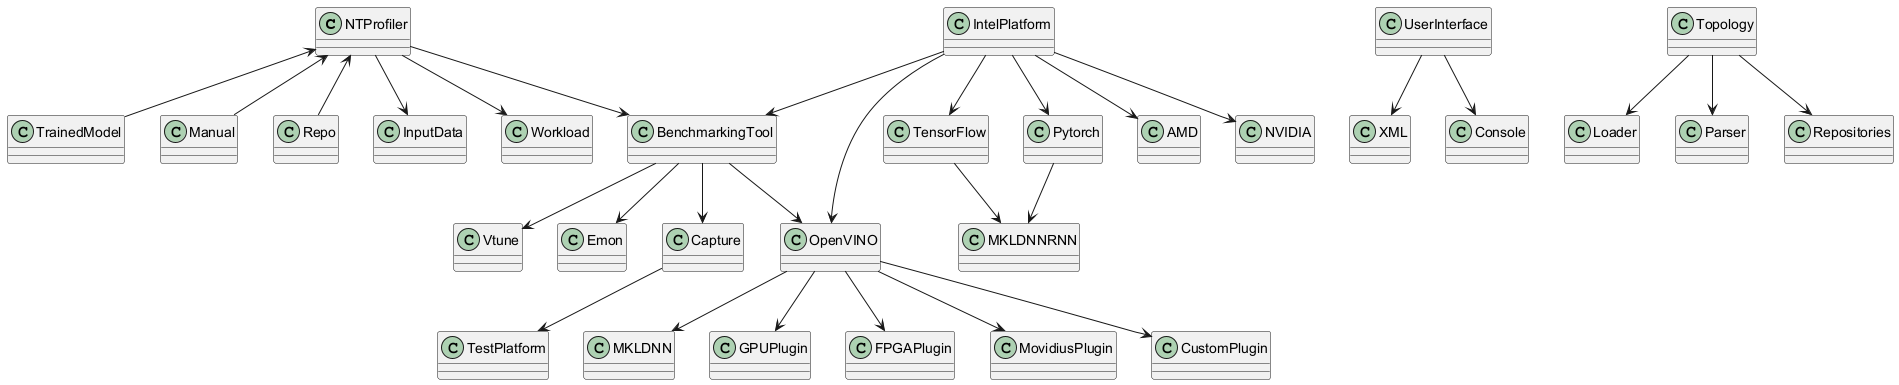 C NTProfiler
C IntelPlatform
C UserInterface
C Topology
C TrainedModel
C Manual
C Repo
C InputData
C Workload
C BenchmarkingTool
C TensorFlow
C Pytorch
C AMD
C NVIDIA
C XML
C Console
C Loader
C Parser
C Repositories
C Vtune
C Emon
C Capture
C OpenVINO
C MKLDNNRNN
C TestPlatform
C MKLDNN
C GPUPlugin
C FPGAPlugin
C MovidiusPlugin
C CustomPlugin